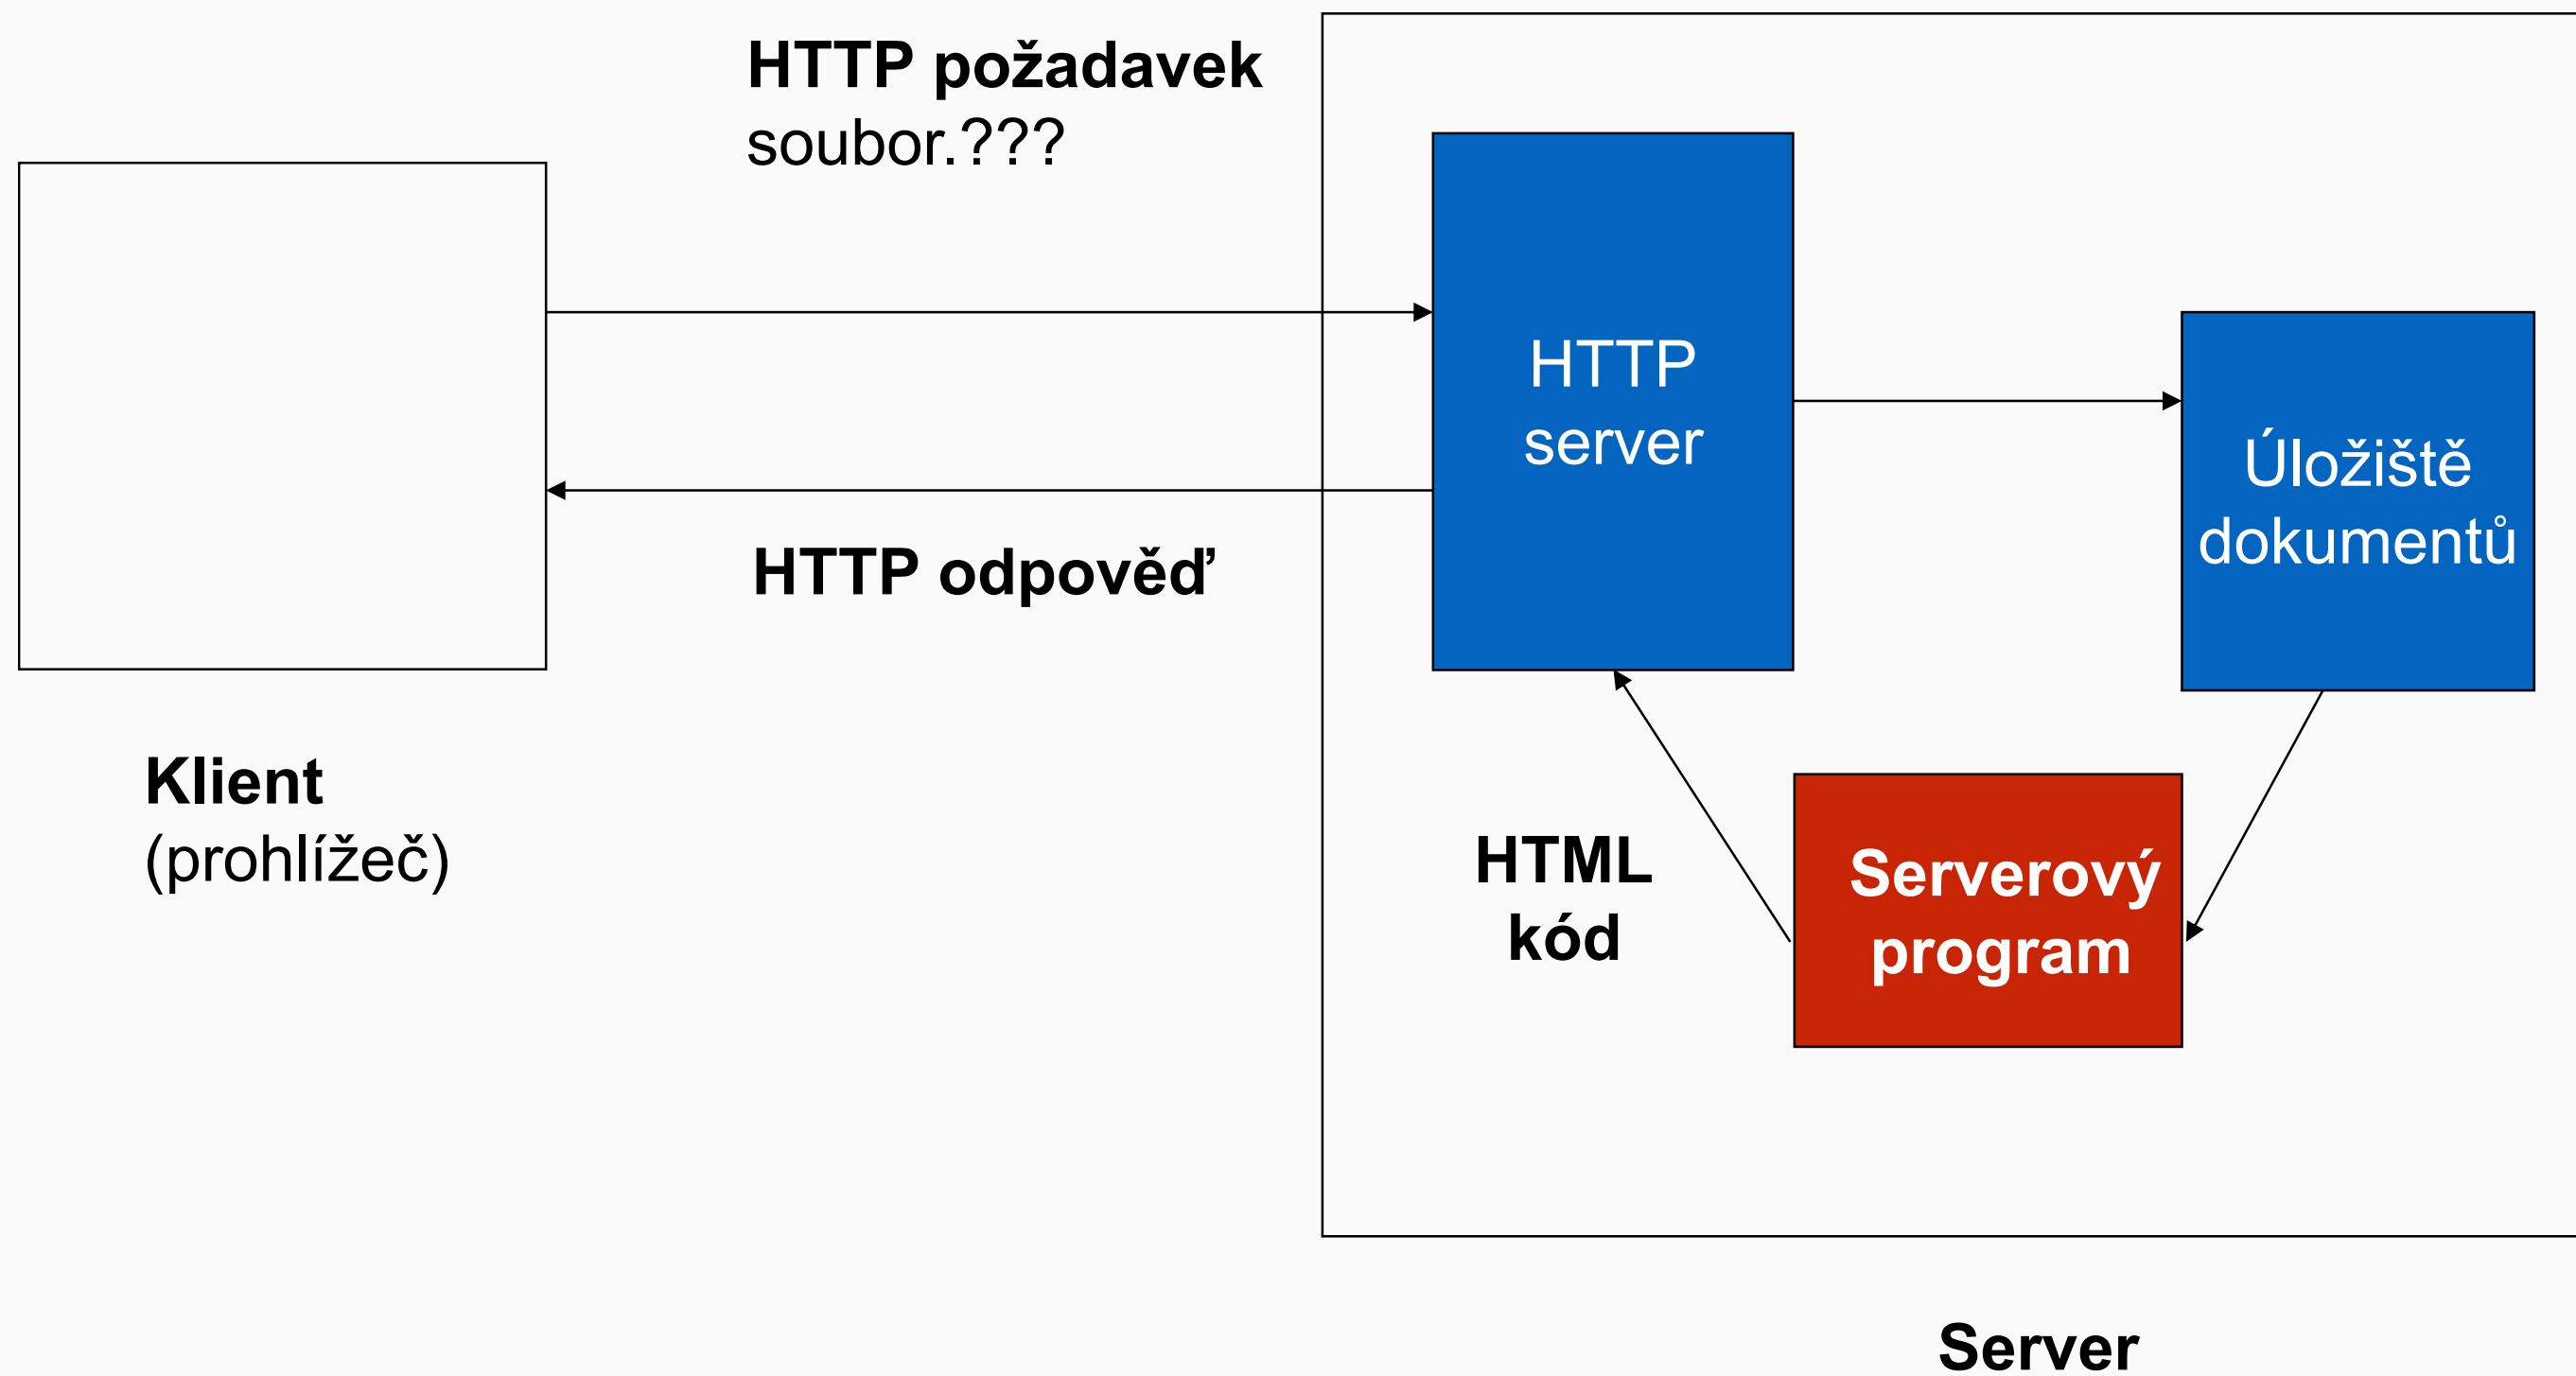 HTTP požadavek
soubor.???
HTTP
server
Úložiště
dokumentů
HTTP odpověď
Klient
(prohlížeč)
HTML
kód
Serverový
program
Server